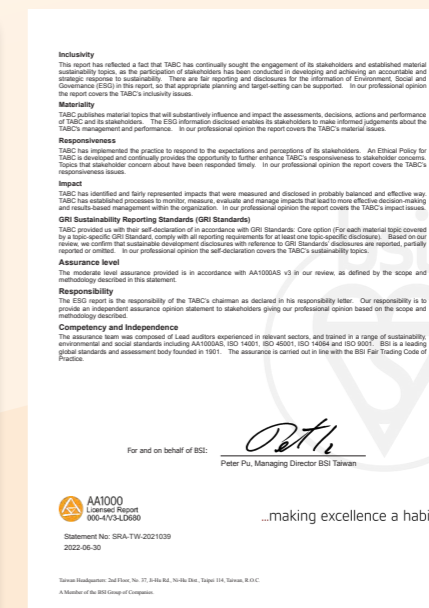 Inclusivity
This report has reflected a fact that TABC has continually sought the engagement of its stakeholders and established material
sustainability topics, as the participation of stakeholders has been conducted in developing and achieving an accountable and
strategic response to sustainability. There are fair reporting and disclosures for the information of Environment, Social and
Governance (ESG) in this report, so that appropriate planning and target-setting can be supported. In our professional opinion
the report covers the TABC's inclusivity issues.
Materiality
TABC publishes material topics that will substantively influence and impact the assessments, decisions, actions and performance
of TABC and its stakeholders. The ESG information disclosed enables its stakeholders to make informed judgements about the
TABC's management and performance. In our professional opinion the report covers the TABC's material issues.
Responsiveness
TABC has implemented the practice to respond to the expectations and perceptions of its stakeholders. An Ethical Policy for
TABC is developed and continually provides the opportunity to further enhance TABC's responsiveness to stakeholder concerns.
Topics that stakeholder concern about have been responded timely. In our professional opinion the report covers the TABC's
responsiveness issues.
Impact
TABC has identified and fairly represented impacts that were measured and disclosed in probably balanced and effective way.
TABC has established processes to monitor, measure, evaluate and manage impacts that lead to more effective decision-making
and results-based management within the organization. In our professional opinion the report covers the TABC's impact issues.
GRI Sustainability Reporting Standards (GRI Standards)
TABC provided us with their self-declaration of in accordance with GRI Standards: Core option (For each material topic covered
by a topic-specific GRI Standard, comply with all reporting requirements for at least one topic-specific disclosure). Based on our
review, we confirm that sustainable development disclosures with reference to GRI Standards' disclosures are reported, partially
reported or omitted. In our professional opinion the self-declaration covers the TABC's sustainability topics.
Assurance level
The moderate level assurance provided is in accordance with AA1000AS v3 in our review, as defined by the scope and
methodology described in this statement.
Responsibility
The ESG report is the responsibility of the TABC's chairman as declared in his responsibility letter. Our responsibility is to
provide an independent assurance opinion statement to stakeholders giving our professional opinion based on the scope and
methodology described.
Competency and Independence
The assurance team was composed of Lead auditors experienced in relevant sectors, and trained in a range of sustainability,
environmental and social standards including AA1000AS, ISO 14001, ISO 45001, ISO 14064 and ISO 9001. BSI is a leading
global standards and assessment body founded in 1901. The assurance is carried out in line with the BSI Fair Trading Code of
Practice.
For and on behalf of BSI:
Peter Pu, Managing Director BSI Taiwan
AA1000
Licensed Report
000-4/V3-LD680
...making excellence a habi
Statement No: SRA-TW-2021039
2022-06-30
Taiwan Headquarters: 2nd Floor, No. 37, Ji-Hu Rd., Ni-Hu Dist., Taipei 114, Taiwan, R.O.C.
A Member of the BSI Group of Companies.